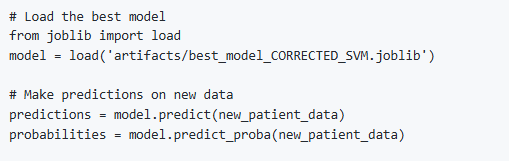 # Load the best model
from joblib import load
model = load('artifacts/best_model_CORRECTED_SVM.joblib')
# Make predictions on new data
predictions = model.predict(new_patient_data)
probabilities = model.predict_proba(new_patient_data)